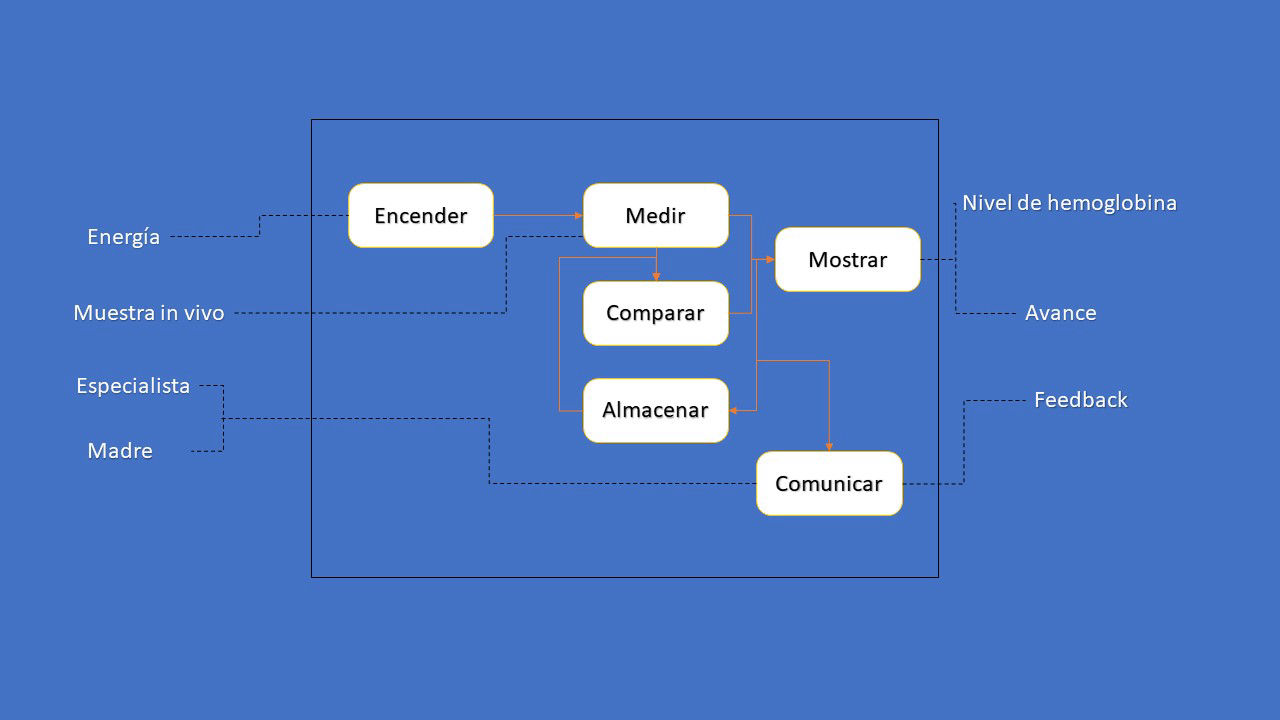 Encender
Medir
Nivel de hemoglobina
Energía
Mostrar
Muestra in vivo
Comparar
Avance
Especialista
Almacenar
Feedback
Madre
Comunicar